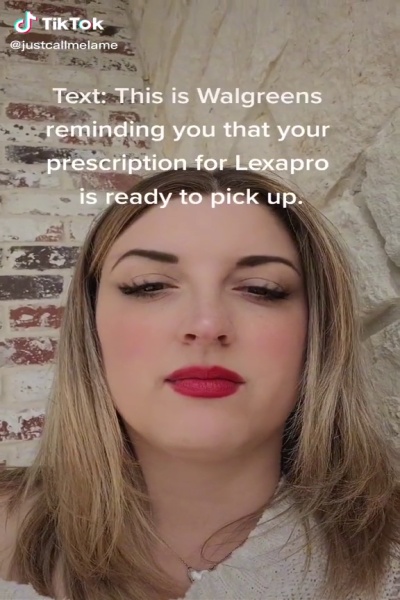 TikTok
@justcallmelame
Text: This is Walgreens
reminding you that your
prescription for Lexapro
is ready to pick up.